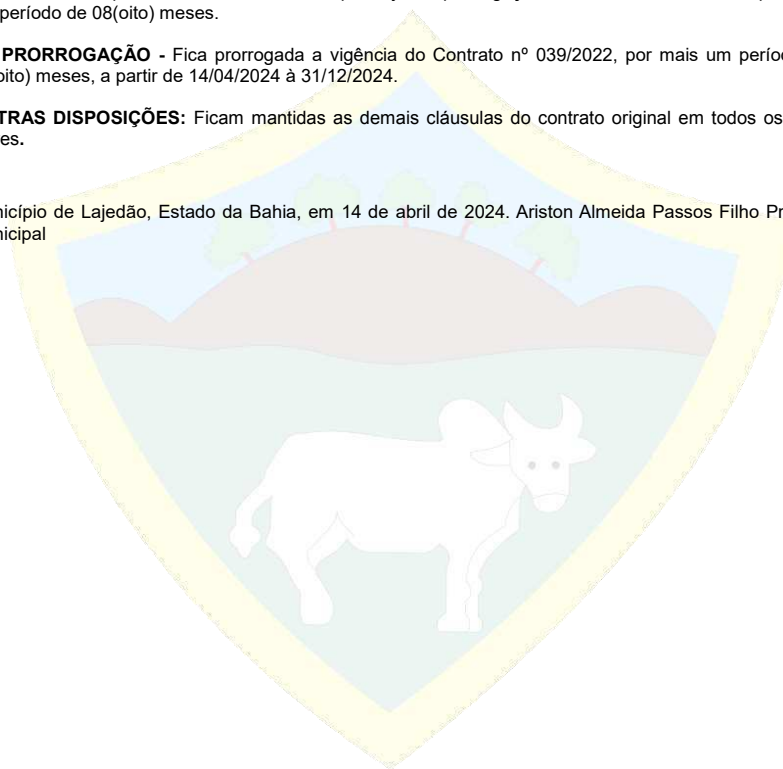 período de 08(oito) meses.
PRORROGAÇÃO - Fica prorrogada a vigência do Contrato nº 039/2022, por mais um
oito) meses, a partir de 14/04/2024 à 31/12/2024.
TRAS DISPOSIÇÕES: Ficam mantidas as demais cláusulas do contrato original em todos os
es.
nicípio de Lajedão, Estado da Bahia, em 14 de abril de 2024. Ariston Almeida Passos Filho
nicipal